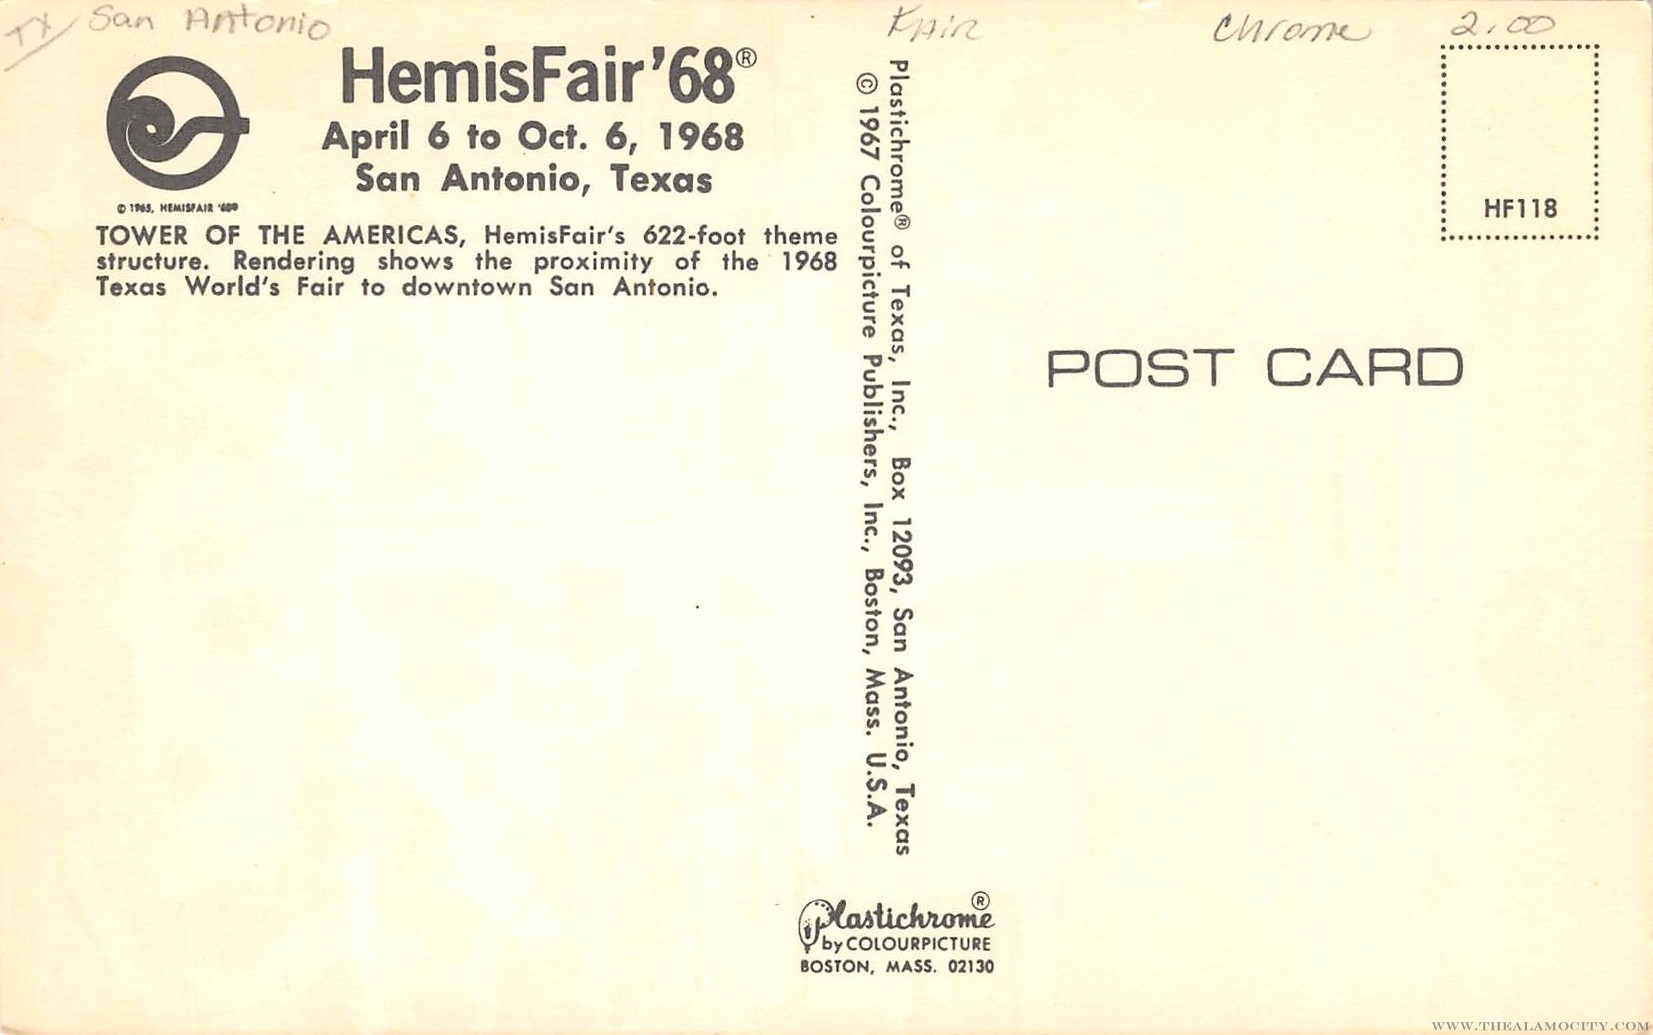 TX San Antonio
Chrome 2.00
HemisFair '68®
April 6 to Oct. 6, 1968
San Antonio, Texas
© 1965, HEMISFAIR '68®
TOWER OF THE AMERICAS, HemisFair's 622-foot theme
structure. Rendering shows the proximity of the 1968
Texas World's Fair to downtown San Antonio.
Plastichrome® of Texas, Inc., Box 12093, San Antonio, Texas
© 1967 Colourpicture Publishers, Inc., Boston, Mass. U.S.A.
HF118
POST CARD
Plastichrome®
by COLOURPICTURE
BOSTON, MASS. 02130
WWW.THEALAMOCITY.COM